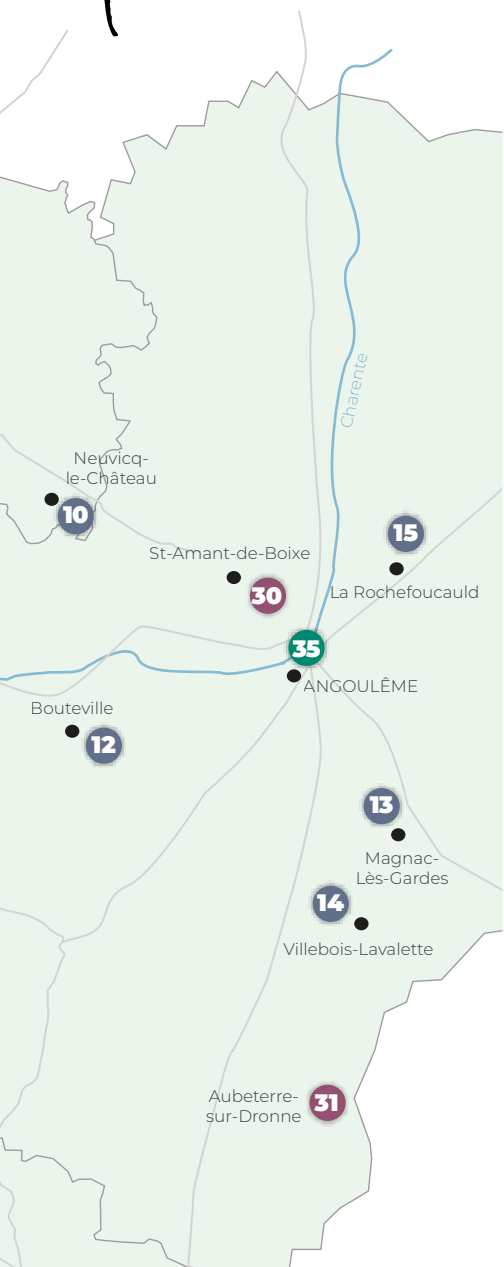 Charente
Neuvicq-
le-Château
10
15
St-Amant-de-Boixe
30
La Rochefoucauld
35
ANGOULÊME
Bouteville
12
13
Magnac-
Lès-Gardes
14
Villebois-Lavalette
Aubeterre-
sur-Dronne
31